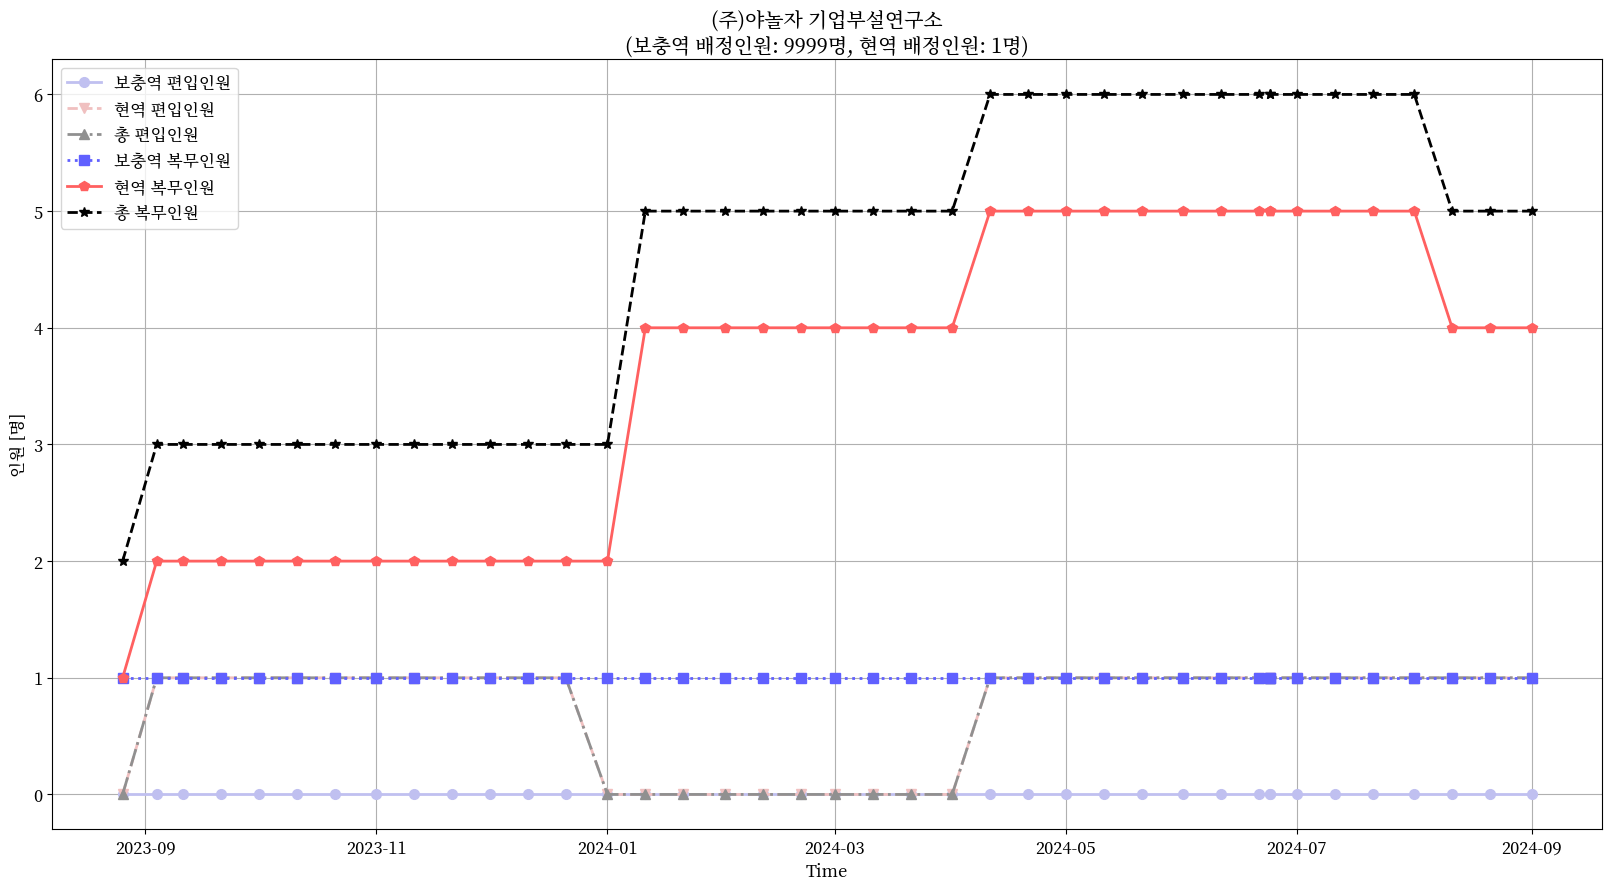 (주)야놀자 기업부설연구소
(보충역 배정인원: 9999명, 현역 배정인원: 1명)
보충역 편입인원
현역 편입인원
총 편입인원
보충역 복무인원
현역 복무인원
총 복무인원
인원 [명]
6
5
4
3
2
1
0
2023-09
2023-11
2024-01
2024-03
2024-05
2024-07
2024-09
Time